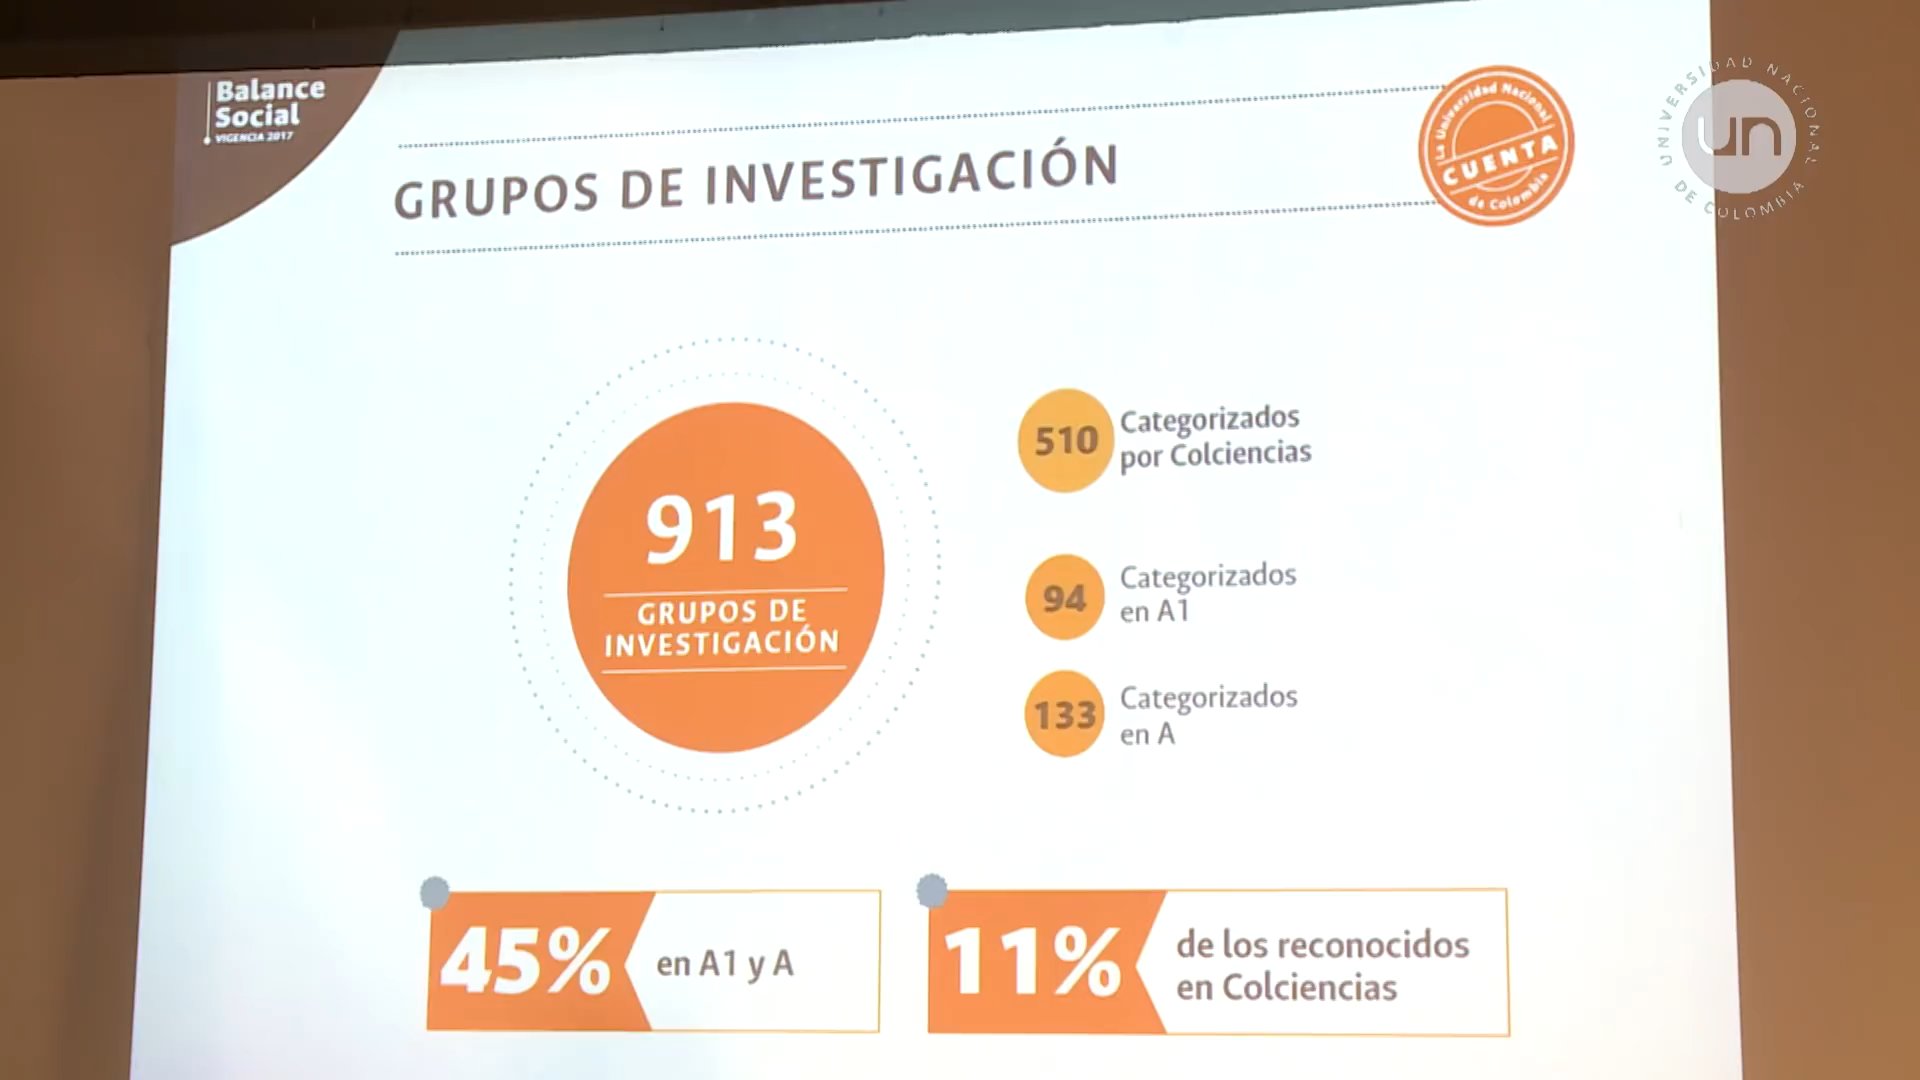 Balance
Social
VIGENCIA 2017
GRUPOS DE INVESTIGACIÓN
La Universidad Nacional
CUENTA
de Colombia
UNIVERSIDAD NACIONAL
un
DE COLOMBIA
913
GRUPOS DE
INVESTIGACIÓN
510
Categorizados
por Colciencias
94
Categorizados
en A1
133
Categorizados
en A
45%
en A1 y A
11%
de los reconocidos
en Colciencias